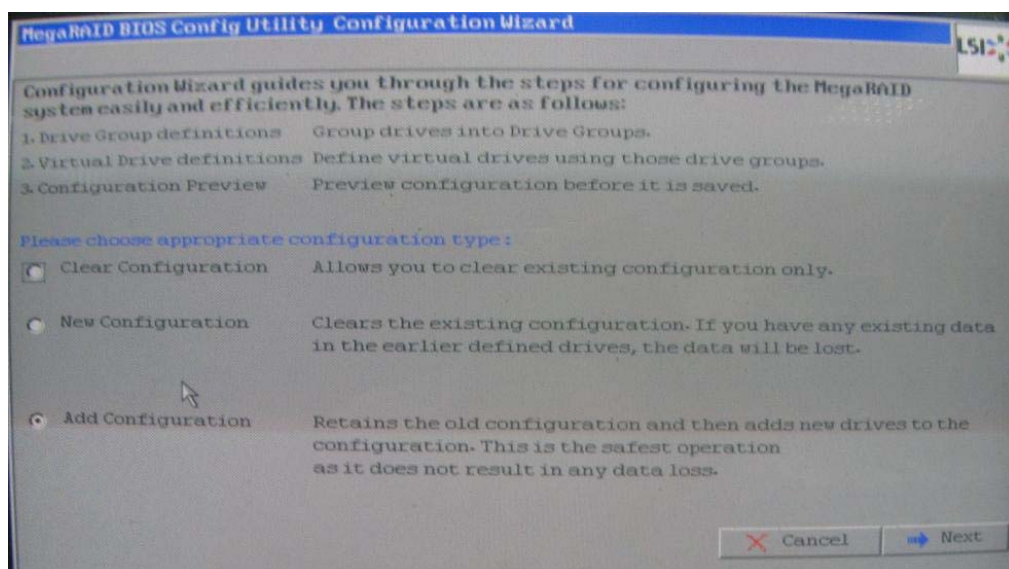 MegaRAID BIOS Config Utility Configuration Wizard
LSI
Configuration Wizard guides you through the steps for configuring the MegaRAID
system easily and efficiently. The steps are as follows:
1. Drive Group definitions Group drives into Drive Groups.
2. Virtual Drive definitions Define virtual drives using those drive groups.
3. Configuration Preview Preview configuration before it is saved.
Please choose appropriate configuration type:
Clear Configuration Allows you to clear existing configuration only.
New Configuration Clears the existing configuration. If you have any existing data
in the earlier defined drives, the data will be lost.
Add Configuration Retains the old configuration and then adds new drives to the
configuration. This is the safest operation
as it does not result in any data loss.
Cancel Next